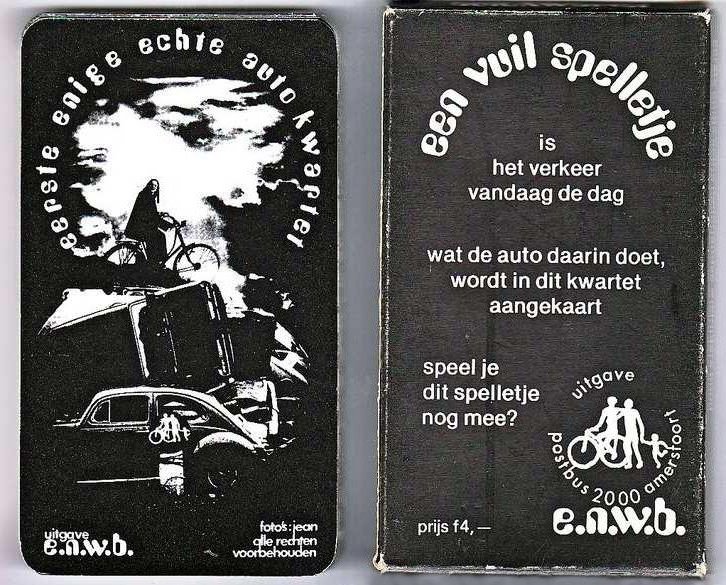 eerste enige echte auto kwartet
uitgave
e.n.w.b.
foto's: jean
alle rechten
voorbehouden
een vuil spelletje
is
het verkeer
vandaag de dag
wat de auto daarin doet,
wordt in dit kwartet
aangekaart
speel je
dit spelletje
nog mee?
uitgave
postbus 2000 amersfoort
e.n.w.b.
prijs f4,—